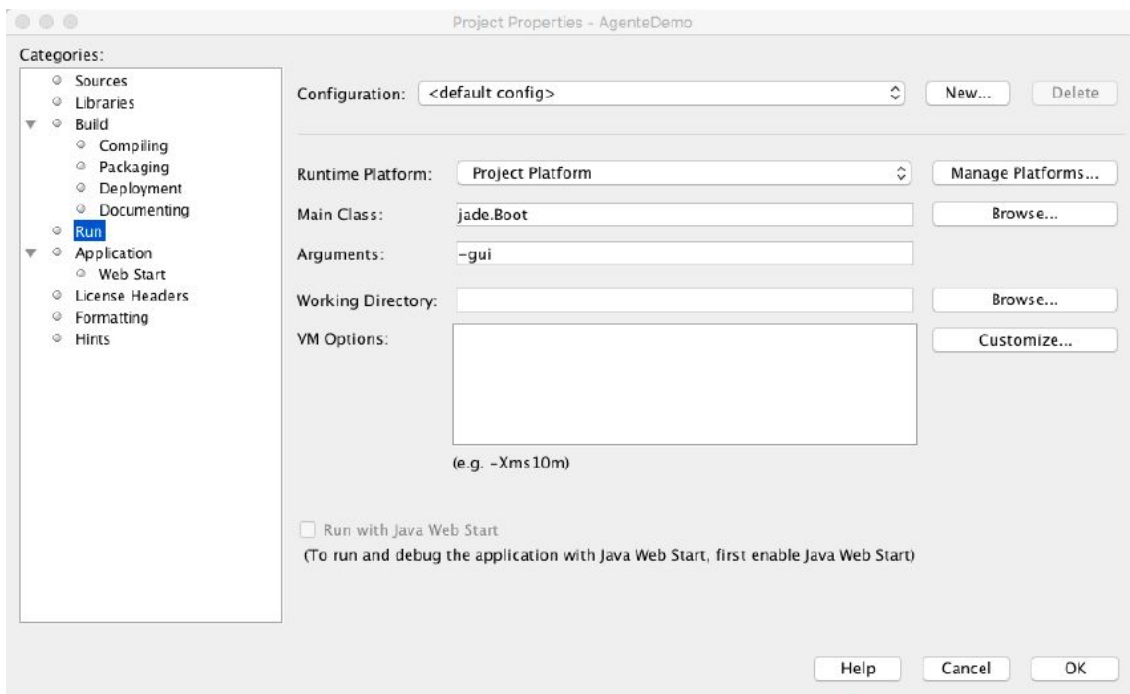 Project Properties - AgenteDemo
Categories:
Sources
Libraries
Build
Compiling
Packaging
Deployment
Documenting
Run
Application
Web Start
License Headers
Formatting
Hints
Configuration: <default config> New... Delete
Runtime Platform: Project Platform Manage Platforms...
Main Class: jade.Boot Browse...
Arguments: -gui
Working Directory: Browse...
VM Options: Customize...
(e.g. -Xms10m)
Run with Java Web Start
(To run and debug the application with Java Web Start, first enable Java Web Start)
Help Cancel OK